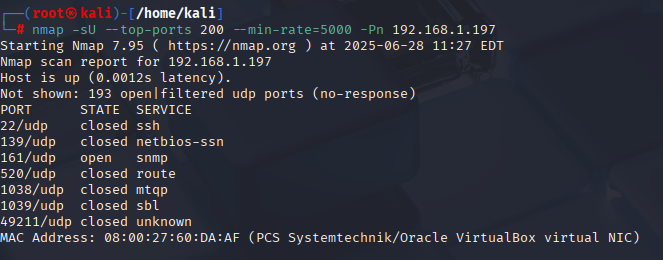 ┌──(root㉿kali)-[/home/kali]
└─# nmap -sU --top-ports 200 --min-rate=5000 -Pn 192.168.1.197
Starting Nmap 7.95 ( https://nmap.org ) at 2025-06-28 11:27 EDT
Nmap scan report for 192.168.1.197
Host is up (0.0012s latency).
Not shown: 193 open|filtered udp ports (no-response)
PORT      STATE  SERVICE
22/udp    closed ssh
139/udp   closed netbios-ssn
161/udp   open   snmp
520/udp   closed route
1038/udp  closed mtqp
1039/udp  closed sbl
49211/udp closed unknown
MAC Address: 08:00:27:60:DA:AF (PCS Systemtechnik/Oracle VirtualBox virtual NIC)